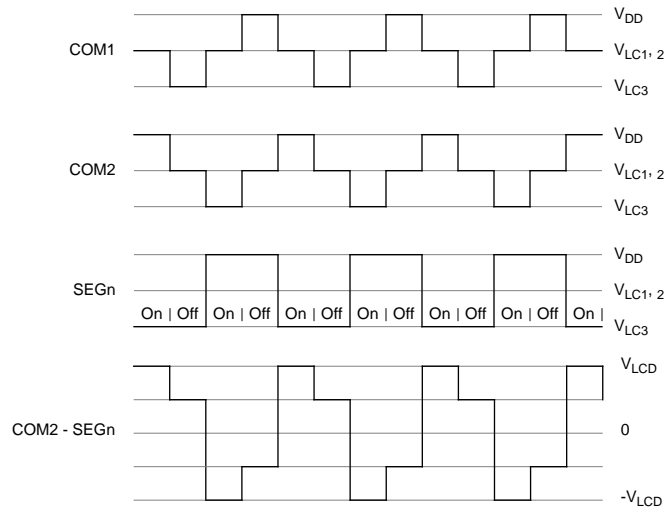 V_DD
COM1
V_LC1, 2
V_LC3
V_DD
COM2
V_LC1, 2
V_LC3
V_DD
SEGn
V_LC1, 2
On | Off On | Off On | Off On | Off On | Off On | Off On |
V_LC3
V_LCD
COM2 - SEGn
0
-V_LCD